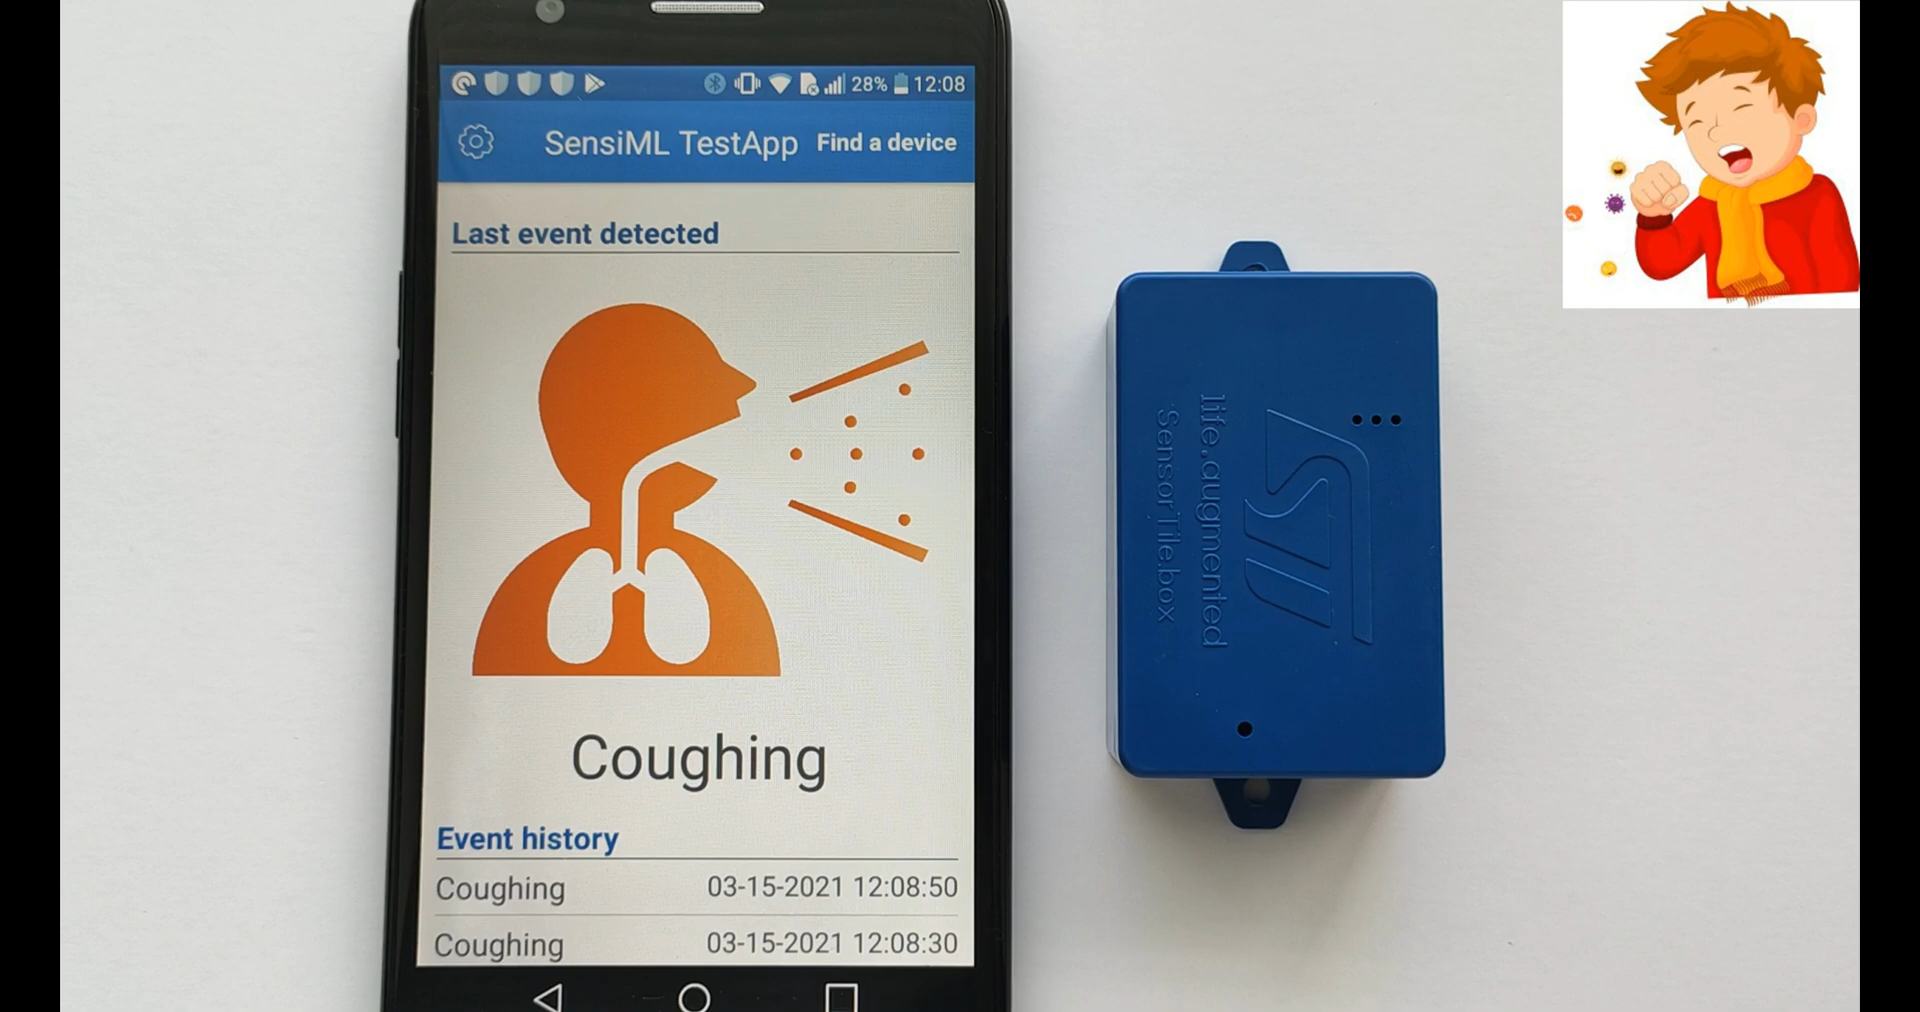 28% 12:08
SensiML TestApp Find a device
Last event detected
Coughing
Event history
Coughing 03-15-2021 12:08:50
Coughing 03-15-2021 12:08:30
ST
life.augmented
SensorTile.box